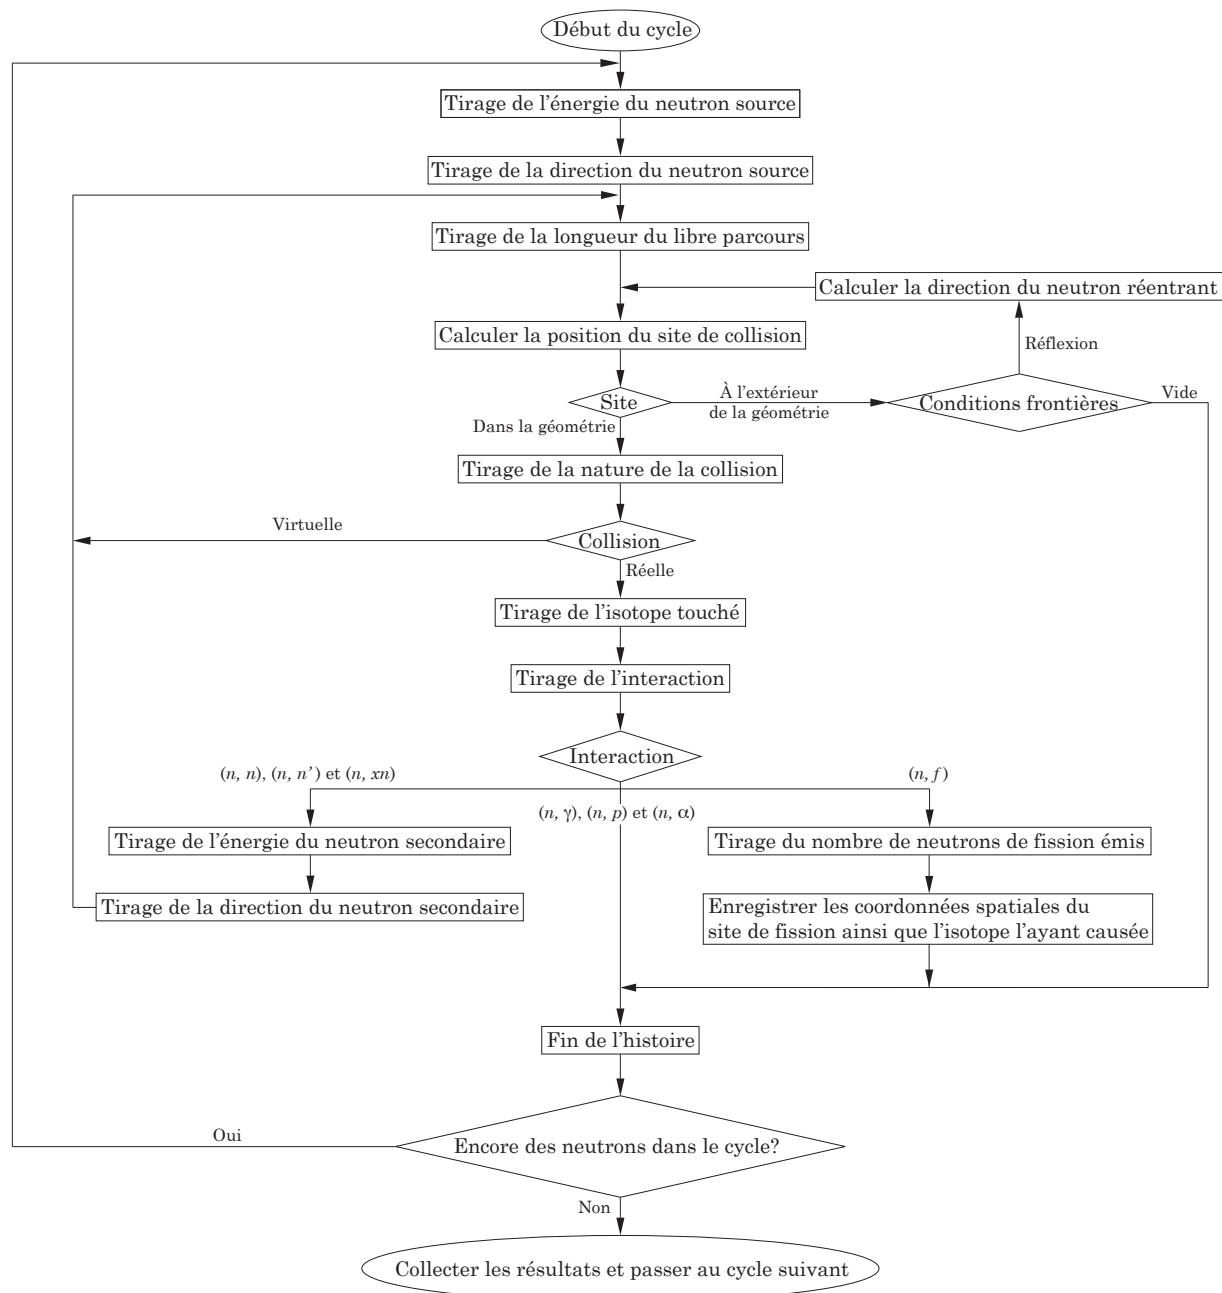 Début du cycle
Tirage de l'énergie du neutron source
Tirage de la direction du neutron source
Tirage de la longueur du libre parcours
Calculer la direction du neutron réentrant
Calculer la position du site de collision
Réflexion
Site
À l'extérieur
de la géométrie
Conditions frontières
Vide
Dans la géométrie
Tirage de la nature de la collision
Virtuelle
Collision
Réelle
Tirage de l'isotope touché
Tirage de l'interaction
Interaction
(n, n), (n, n') et (n, xn)
(n, f)
(n, γ), (n, p) et (n, α)
Tirage de l'énergie du neutron secondaire
Tirage du nombre de neutrons de fission émis
Tirage de la direction du neutron secondaire
Enregistrer les coordonnées spatiales du
site de fission ainsi que l'isotope l'ayant causée
Fin de l'histoire
Oui
Encore des neutrons dans le cycle?
Non
Collecter les résultats et passer au cycle suivant